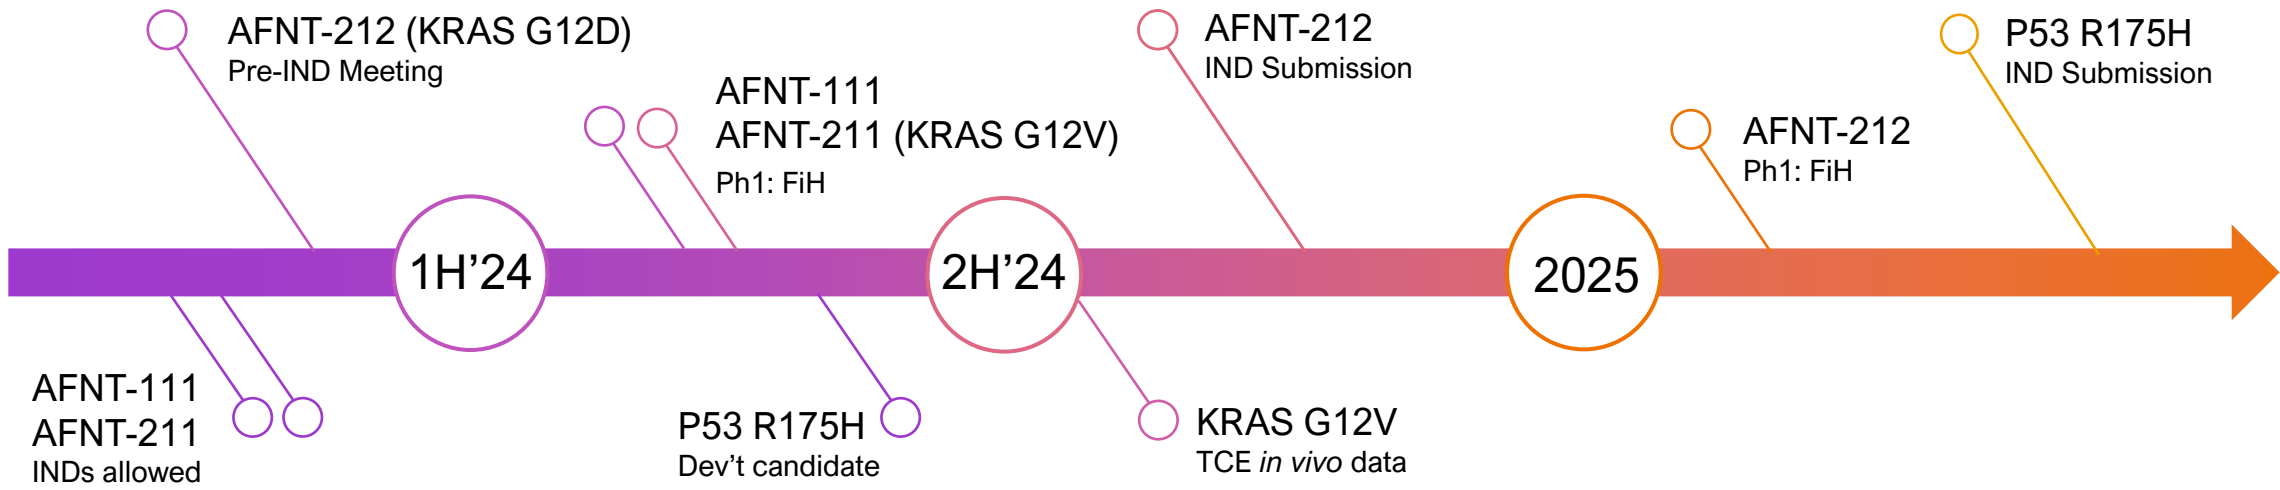 AFNT-212 (KRAS G12D)
Pre-IND Meeting
AFNT-111
AFNT-211 (KRAS G12V)
Ph1: FiH
AFNT-212
IND Submission
AFNT-212
Ph1: FiH
P53 R175H
IND Submission
1H’24
2H’24
2025
AFNT-111
AFNT-211
INDs allowed
P53 R175H
Dev’t candidate
KRAS G12V
TCE in vivo data